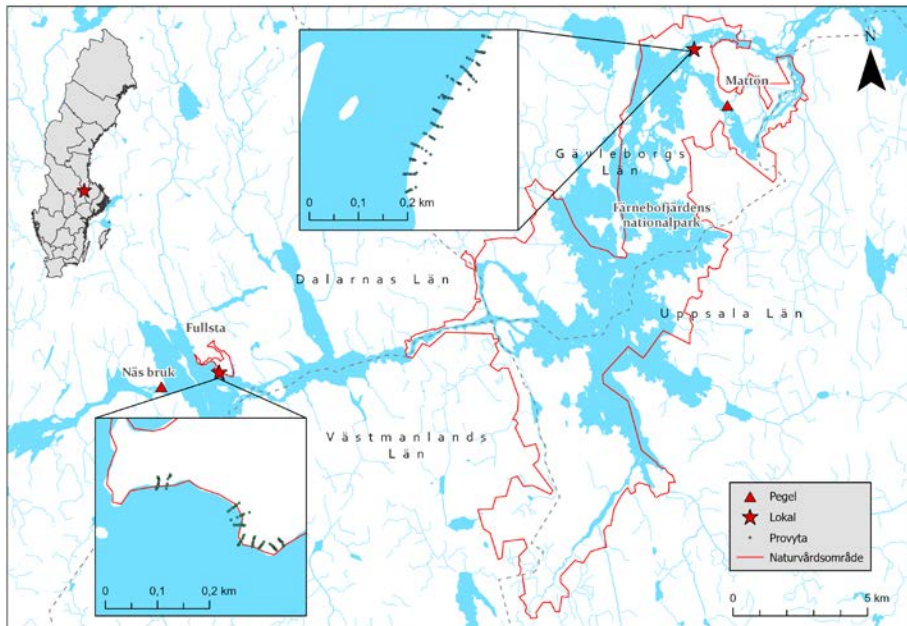 N
Mattön
Gävleborgs
Län
Färnebofjärdens
nationalpark
0 0,1 0,2 km
Dalarnas Län
Uppsala Län
Fullsta
Näs bruk
Västmanlands
Län
0 0,1 0,2 km
Pegel
Lokal
Provyta
Naturvårdsområde
0 5 km